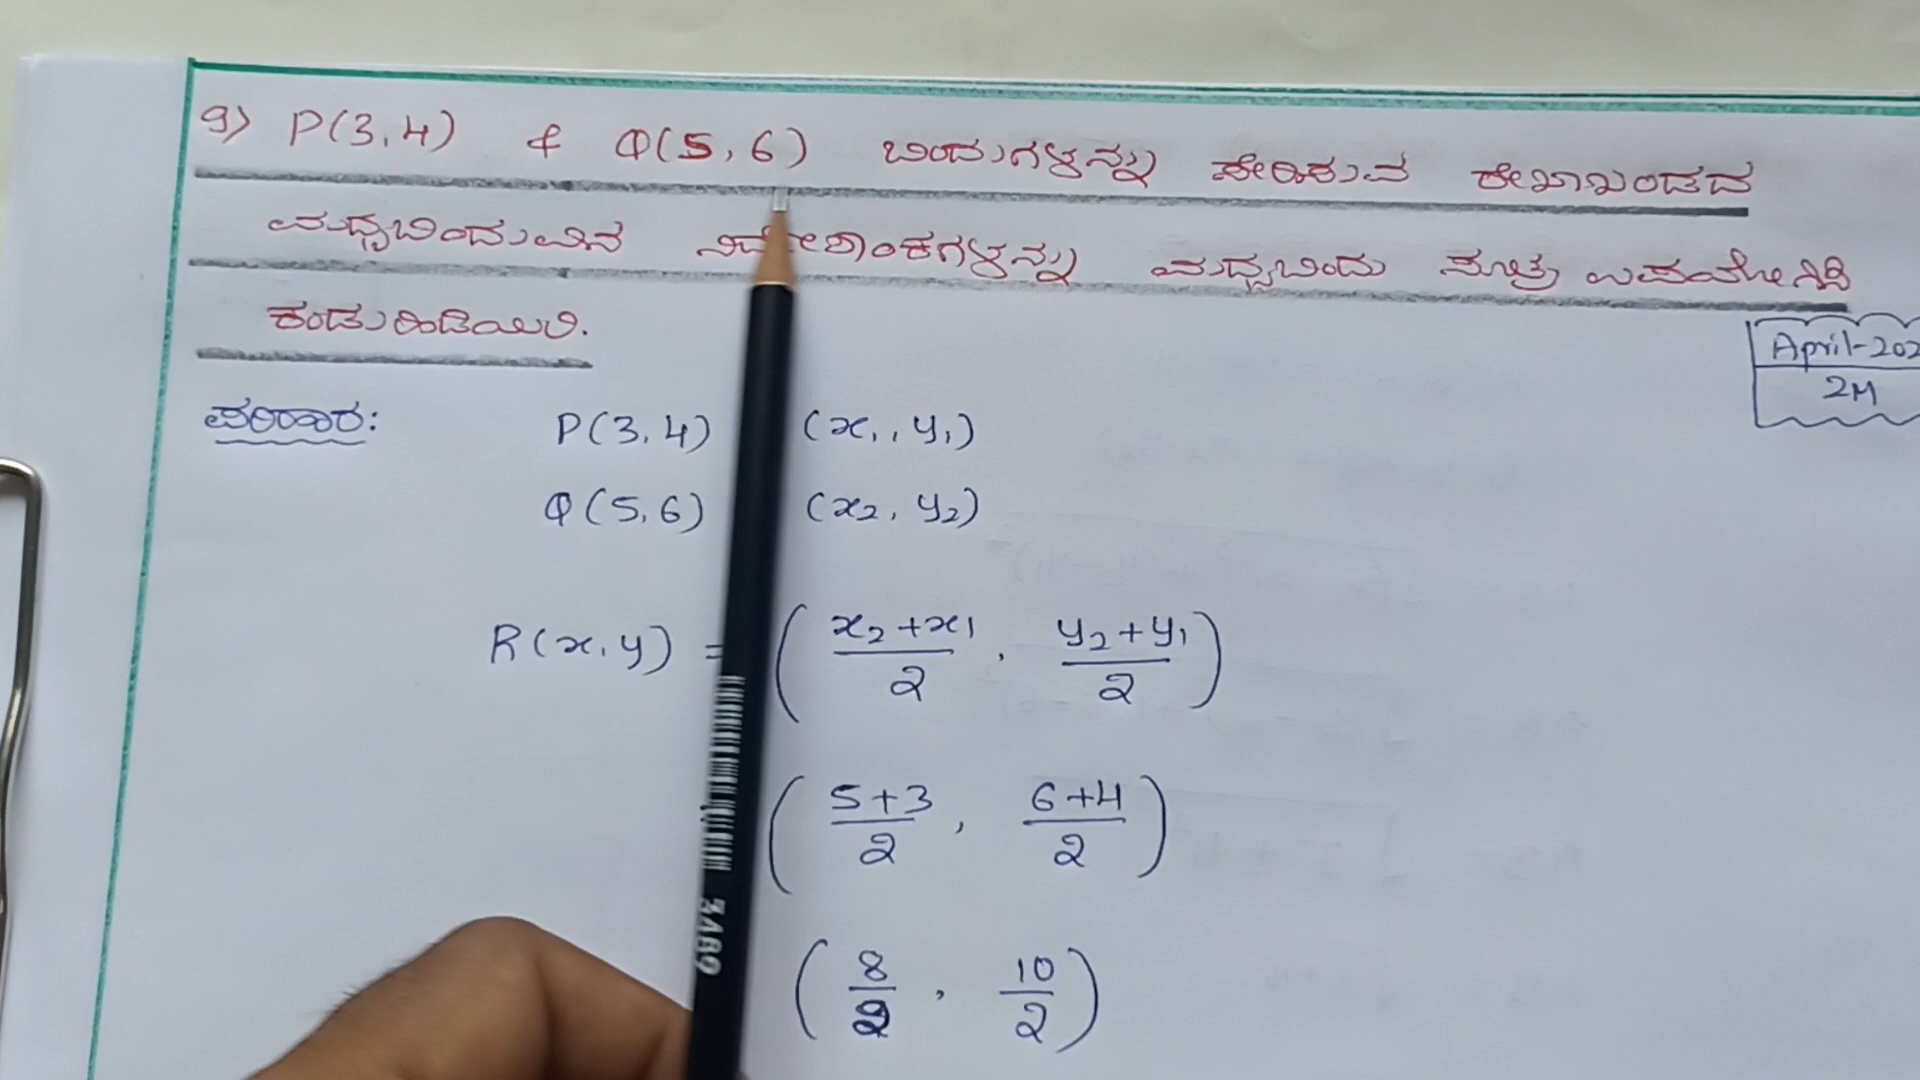 9) P(3,4) & Q(5,6) ಬಿಂದುಗಳನ್ನು ಸೇರಿಸುವ ರೇಖಾಖಂಡದ
ಮಧ್ಯಬಿಂದುವಿನ ನಿರ್ದೇಶಾಂಕಗಳನ್ನು ಮಧ್ಯಬಿಂದು ಸೂತ್ರ ಉಪಯೋಗಿಸಿ
ಕಂಡುಹಿಡಿಯಿರಿ.
April-202
2M
ಪರಿಹಾರ: P(3,4) (x₁, y₁)
Q(5,6) (x₂, y₂)
R(x,y) = ( (x₂+x₁)/2 , (y₂+y₁)/2 )
( (5+3)/2 , (6+4)/2 )
( 8/2 , 10/2 )
3AB9